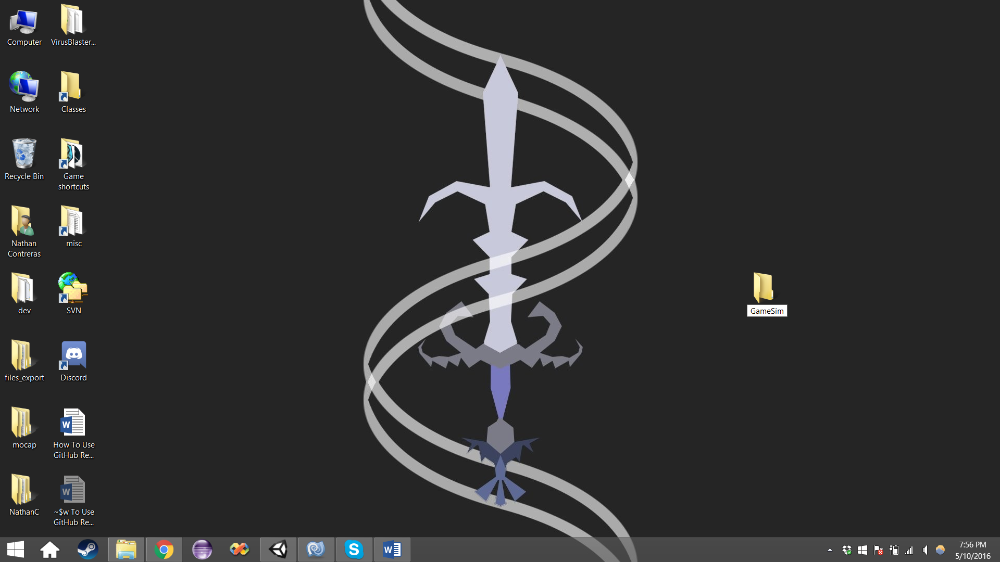 Computer
VirusBlaster...
Network
Classes
Recycle Bin
Game
shortcuts
Nathan
Contreras
misc
dev
SVN
files_export
Discord
mocap
How To Use
GitHub Re...
NathanC
~$w To Use
GitHub Re...
GameSim
7:56 PM
5/10/2016